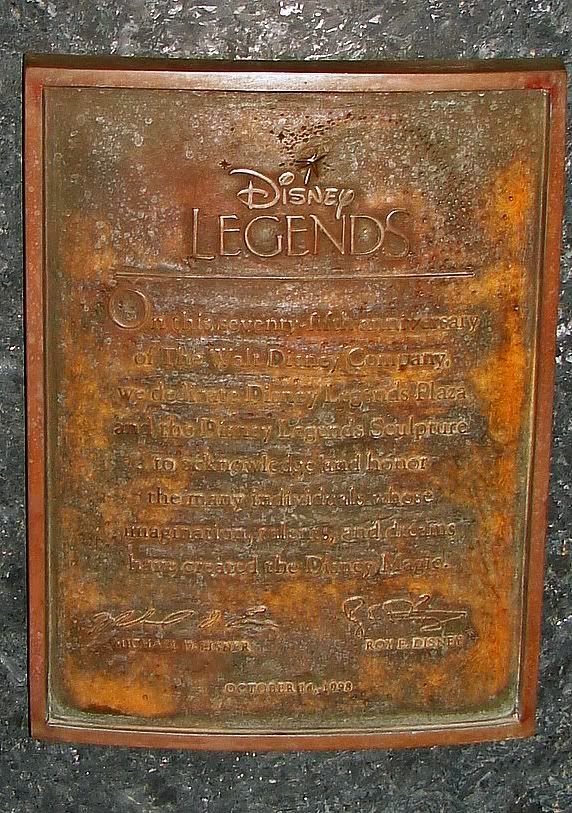 Disney
LEGENDS
On this seventy-fifth anniversary
of The Walt Disney Company,
we dedicate Disney Legends Plaza
and the Disney Legends Sculpture
to acknowledge and honor
the many individuals whose
imagination, talents, and dreams
have created the Disney Magic.
MICHAEL D. EISNER
ROY E. DISNEY
OCTOBER 16, 1998